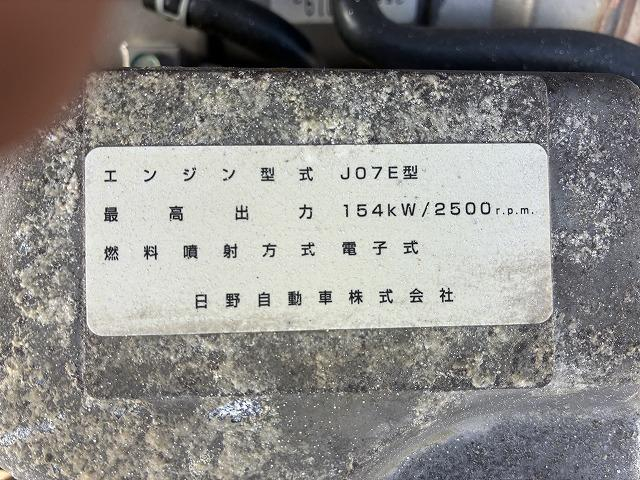 エンジン型式 J07E型
最高出力 154kW/2500r.p.m.
燃料噴射方式 電子式
日野自動車株式会社